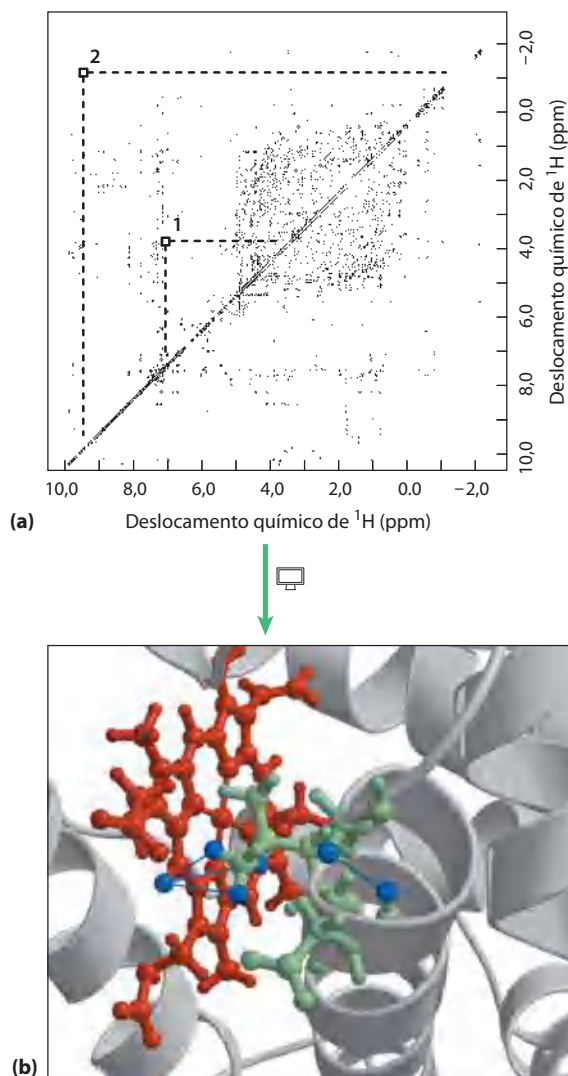 2
1
−2,0
0,0
2,0
4,0
6,0
8,0
10,0
Deslocamento químico de ¹H (ppm)
10,0 8,0 6,0 4,0 2,0 0.0 −2,0
(a) Deslocamento químico de ¹H (ppm)
(b)